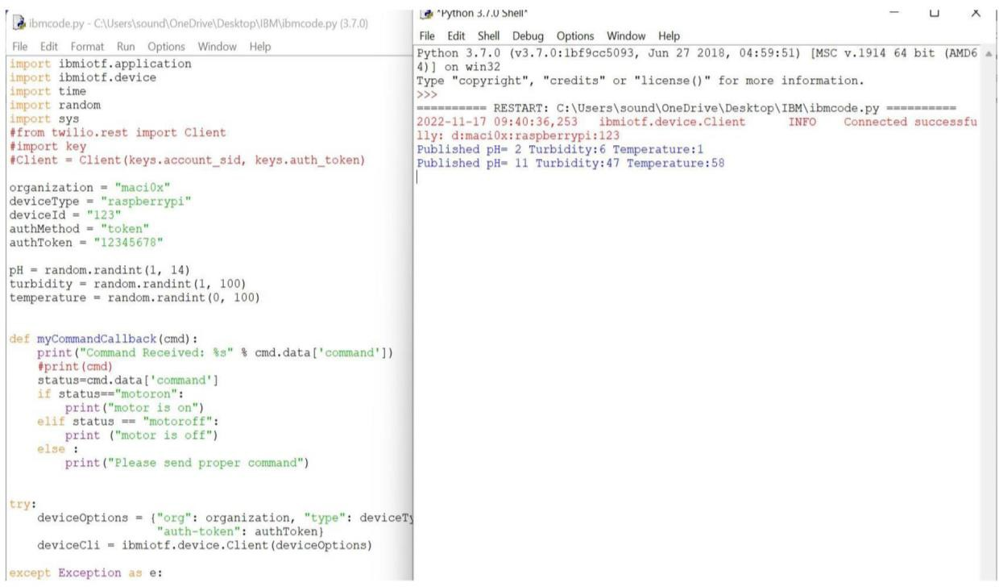 ibmcode.py - C:\Users\sound\OneDrive\Desktop\IBM\ibmcode.py (3.7.0)
File Edit Format Run Options Window Help
import ibmiotf.application
import ibmiotf.device
import time
import random
import sys
#from twilio.rest import Client
#import key
#Client = Client(keys.account_sid, keys.auth_token)

organization = "maci0x"
deviceType = "raspberrypi"
deviceId = "123"
authMethod = "token"
authToken = "12345678"

pH = random.randint(1, 14)
turbidity = random.randint(1, 100)
temperature = random.randint(0, 100)

def myCommandCallback(cmd):
    print("Command Received: %s" % cmd.data['command'])
    #print(cmd)
    status=cmd.data['command']
    if status=="motoron":
        print("motor is on")
    elif status == "motoroff":
        print ("motor is off")
    else :
        print("Please send proper command")

try:
    deviceOptions = {"org": organization, "type": deviceTy
                     "auth-token": authToken}
    deviceCli = ibmiotf.device.Client(deviceOptions)

except Exception as e:
*Python 3.7.0 Shell*
File Edit Shell Debug Options Window Help
Python 3.7.0 (v3.7.0:1bf9cc5093, Jun 27 2018, 04:59:51) [MSC v.1914 64 bit (AMD6
4)] on win32
Type "copyright", "credits" or "license()" for more information.
>>>
========== RESTART: C:\Users\sound\OneDrive\Desktop\IBM\ibmcode.py ==========
2022-11-17 09:40:36,253 ibmiotf.device.Client INFO Connected successfu
lly: d:maci0x:raspberrypi:123
Published pH= 2 Turbidity:6 Temperature:1
Published pH= 11 Turbidity:47 Temperature:58